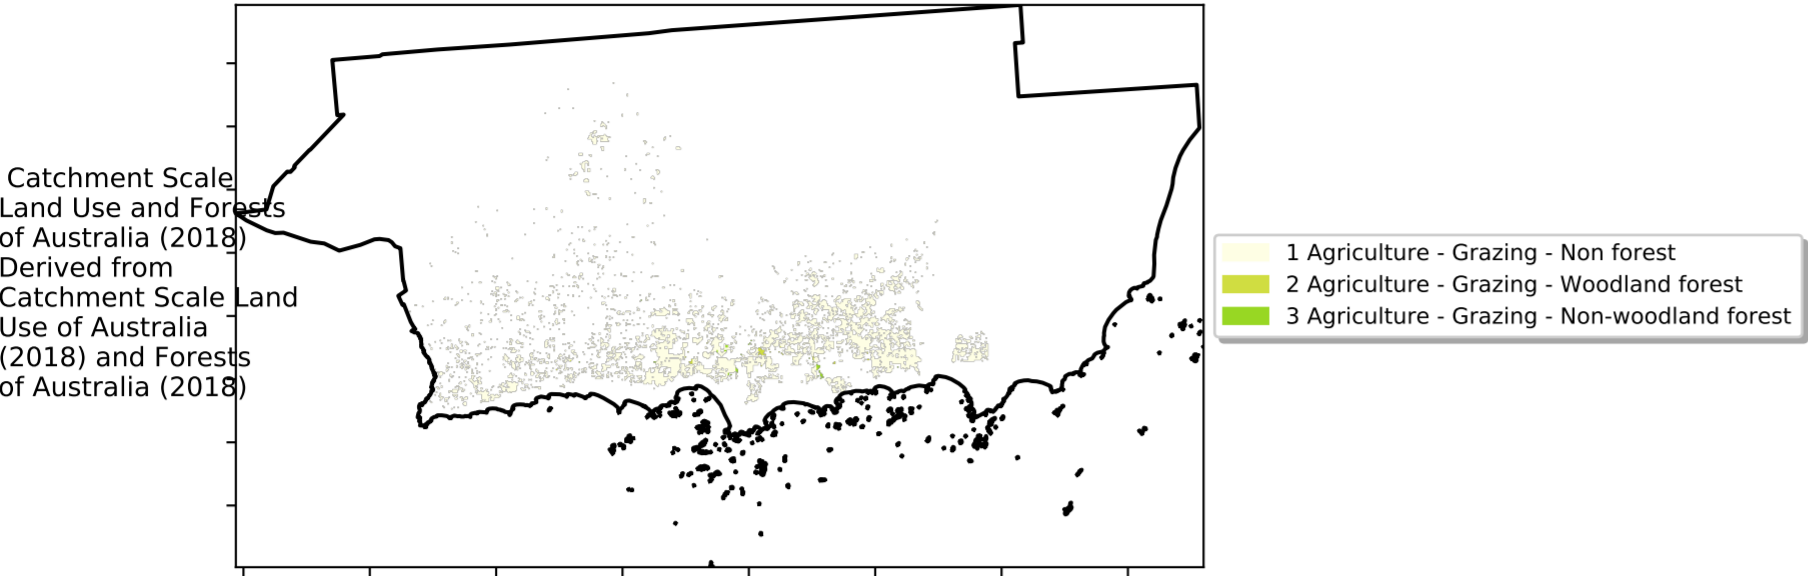 Catchment Scale
Land Use and Forests
of Australia (2018)
Derived from
Catchment Scale Land
Use of Australia
(2018) and Forests
of Australia (2018)
1 Agriculture - Grazing - Non forest
2 Agriculture - Grazing - Woodland forest
3 Agriculture - Grazing - Non-woodland forest